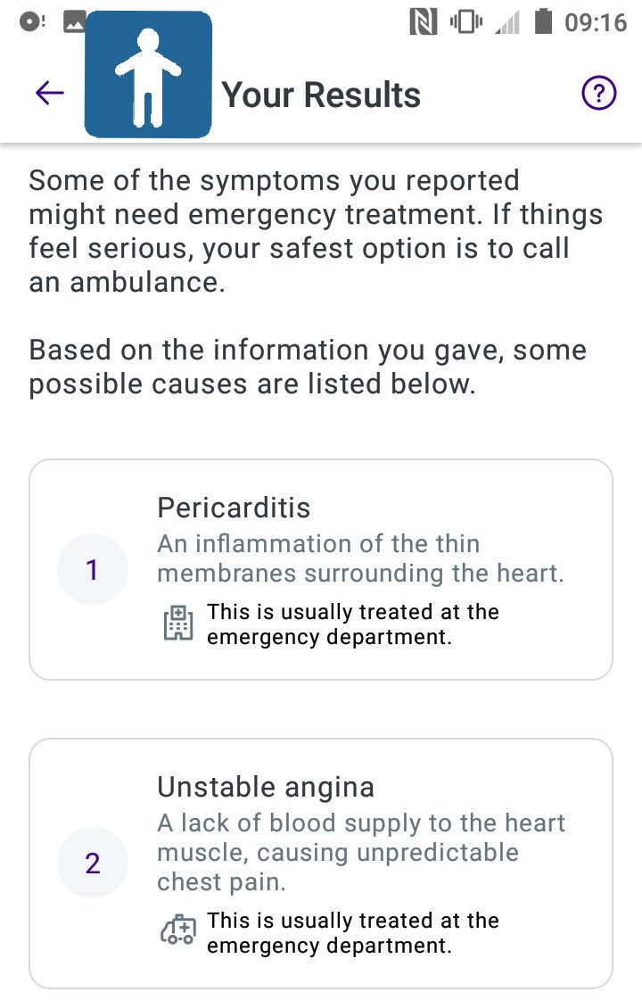 09:16
Your Results
?
Some of the symptoms you reported
might need emergency treatment. If things
feel serious, your safest option is to call
an ambulance.
Based on the information you gave, some
possible causes are listed below.
1
Pericarditis
An inflammation of the thin
membranes surrounding the heart.
This is usually treated at the
emergency department.
2
Unstable angina
A lack of blood supply to the heart
muscle, causing unpredictable
chest pain.
This is usually treated at the
emergency department.